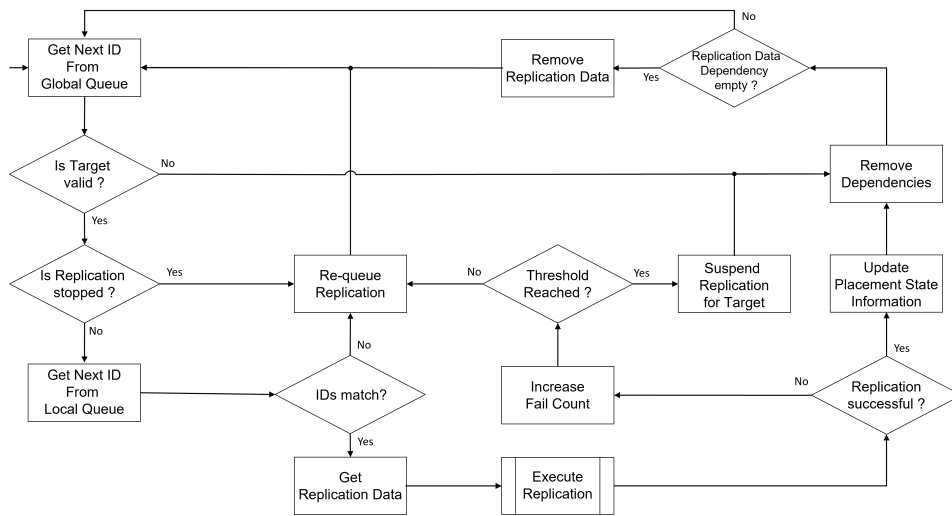 No
Get Next ID
From
Global Queue
Remove
Replication Data
Yes
Replication Data
Dependency
empty ?
Is Target
valid ?
No
Yes
Remove
Dependencies
Is Replication
stopped ?
Yes
No
Re-queue
Replication
No
Threshold
Reached ?
Yes
Suspend
Replication
for Target
Update
Placement State
Information
Yes
Get Next ID
From
Local Queue
No
IDs match?
Yes
Increase
Fail Count
No
Replication
successful ?
Get
Replication Data
Execute
Replication